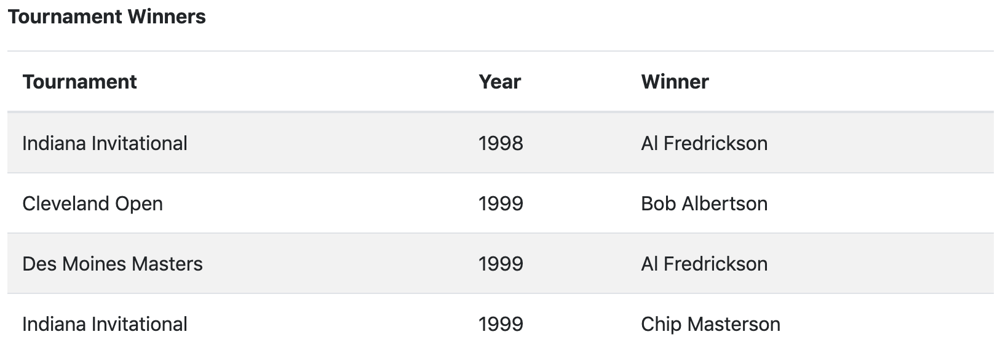 Tournament Winners
Tournament Year Winner
Indiana Invitational 1998 Al Fredrickson
Cleveland Open 1999 Bob Albertson
Des Moines Masters 1999 Al Fredrickson
Indiana Invitational 1999 Chip Masterson